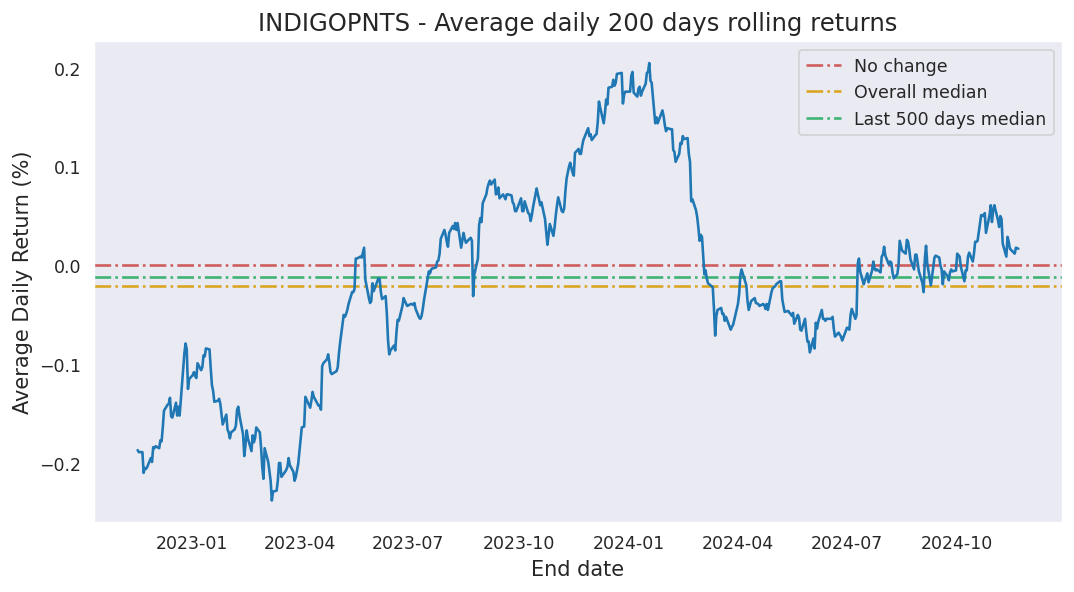 INDIGOPNTS - Average daily 200 days rolling returns
No change
Overall median
Last 500 days median
Average Daily Return (%)
0.2
0.1
0.0
−0.1
−0.2
2023-01 2023-04 2023-07 2023-10 2024-01 2024-04 2024-07 2024-10
End date